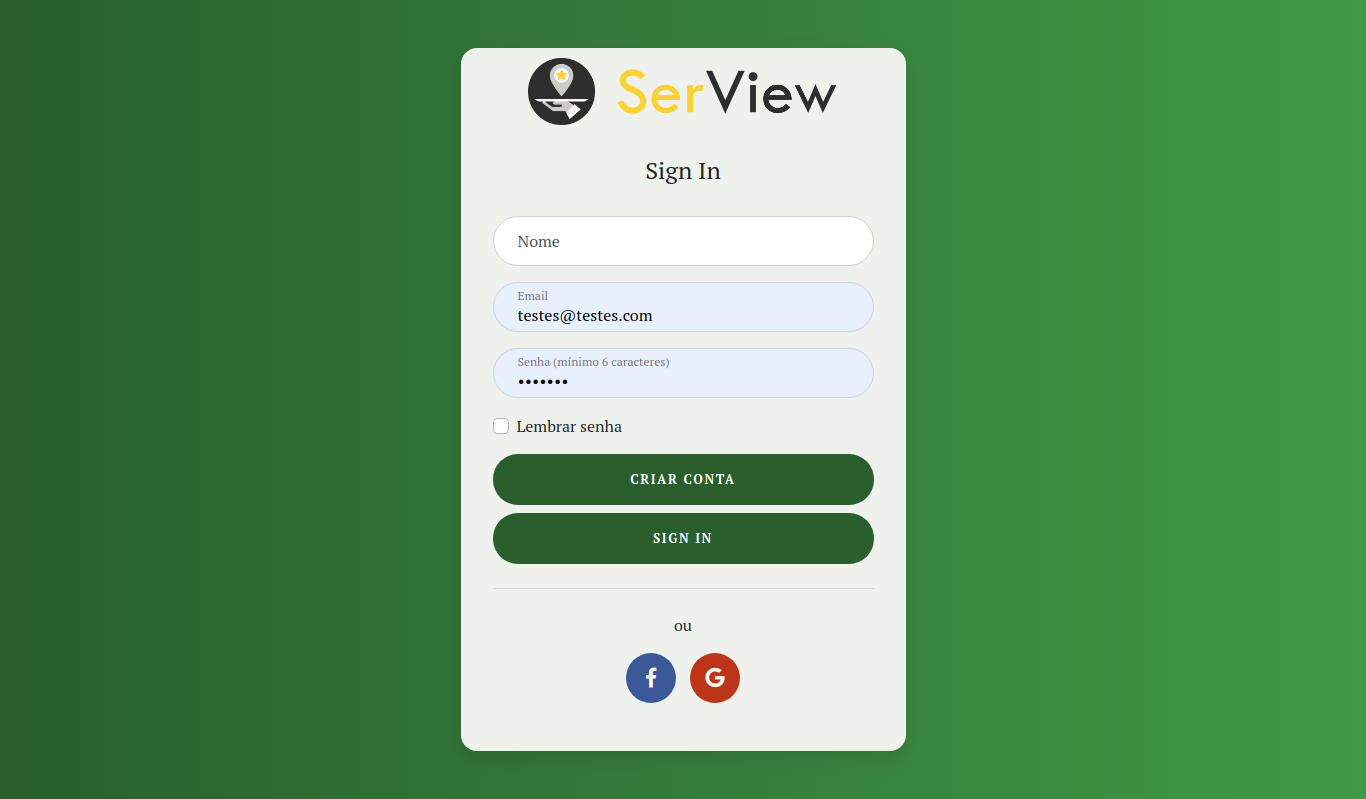 SerView
Sign In
Nome
Email
testes@testes.com
Senha (mínimo 6 caracteres)
•••••••
Lembrar senha
CRIAR CONTA
SIGN IN
ou
f
G